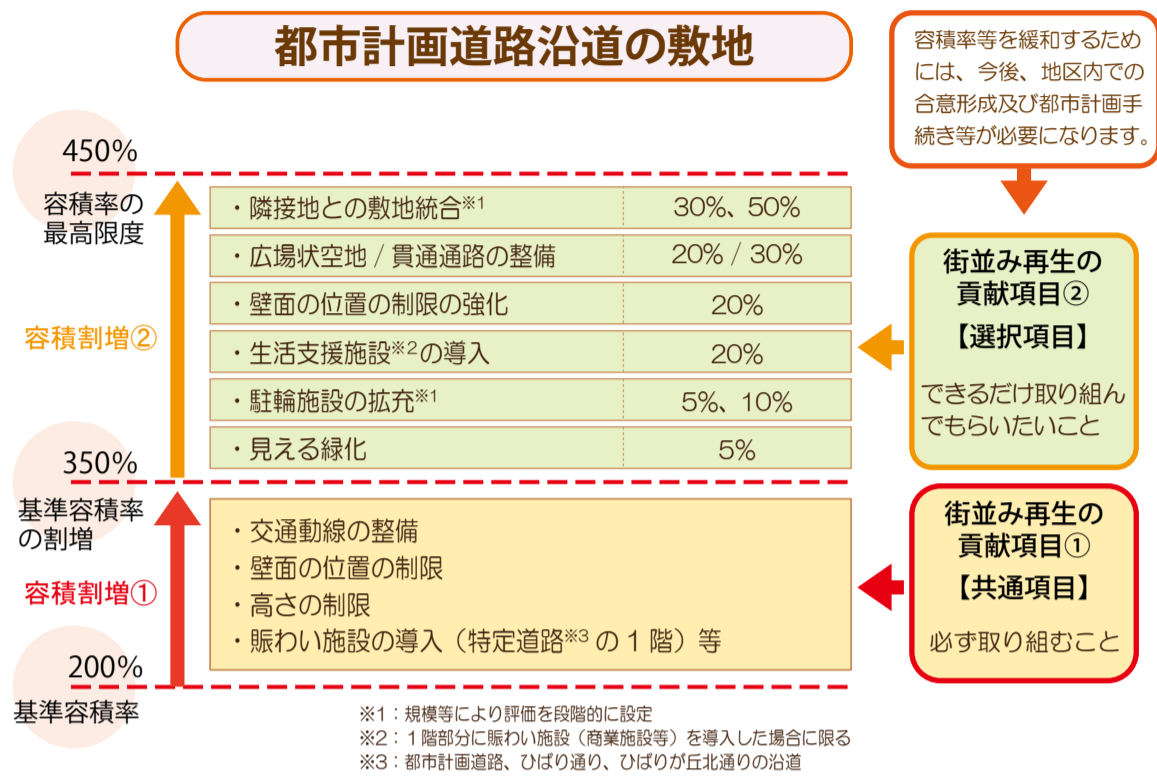 都市計画道路沿道の敷地
容積率等を緩和するため
には、今後、地区内での
合意形成及び都市計画手
続き等が必要になります。
450%
容積率の
最高限度
容積割増②
・隣接地との敷地統合※1 30%、50%
・広場状空地 / 貫通通路の整備 20% / 30%
・壁面の位置の制限の強化 20%
・生活支援施設※2の導入 20%
・駐輪施設の拡充※1 5%、10%
・見える緑化 5%
街並み再生の
貢献項目②
【選択項目】
できるだけ取り組ん
でもらいたいこと
350%
基準容積率
の割増
容積割増①
・交通動線の整備
・壁面の位置の制限
・高さの制限
・賑わい施設の導入（特定道路※3 の 1 階）等
街並み再生の
貢献項目①
【共通項目】
必ず取り組むこと
200%
基準容積率
※1：規模等により評価を段階的に設定
※2：1階部分に賑わい施設（商業施設等）を導入した場合に限る
※3：都市計画道路、ひばり通り、ひばりが丘北通りの沿道